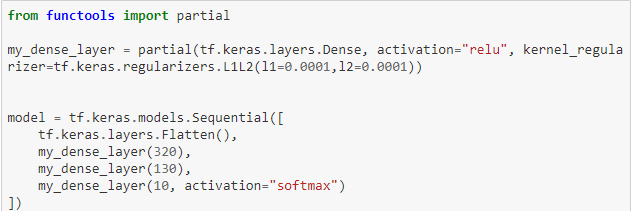 from functools import partial
my_dense_layer = partial(tf.keras.layers.Dense, activation="relu", kernel_regula
rizer=tf.keras.regularizers.L1L2(l1=0.0001,l2=0.0001))
model = tf.keras.models.Sequential([
    tf.keras.layers.Flatten(),
    my_dense_layer(320),
    my_dense_layer(130),
    my_dense_layer(10, activation="softmax")
])